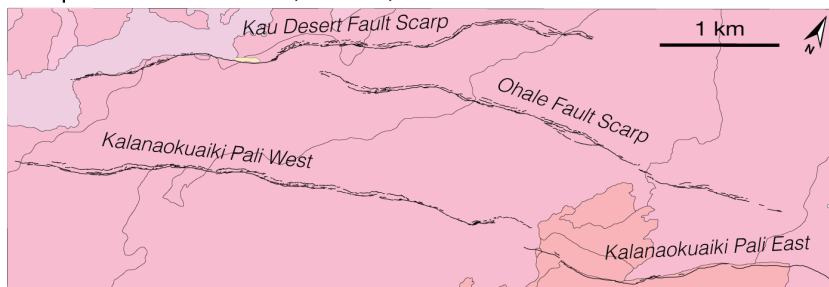 Kau Desert Fault Scarp
1 km
N
Ohale Fault Scarp
Kalanaokuaiki Pali West
Kalanaokuaiki Pali East